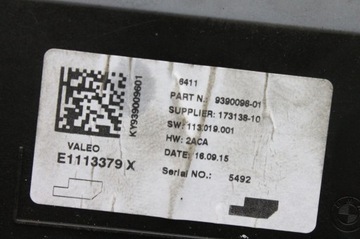 6411
PART N.: 9390096-01
SUPPLIER: 173138-10
SW: 113.019.001
HW: 2ACA
DATE: 16.09.15
Serial NO.: 5492
KY939009601
VALEO
E1113379 X